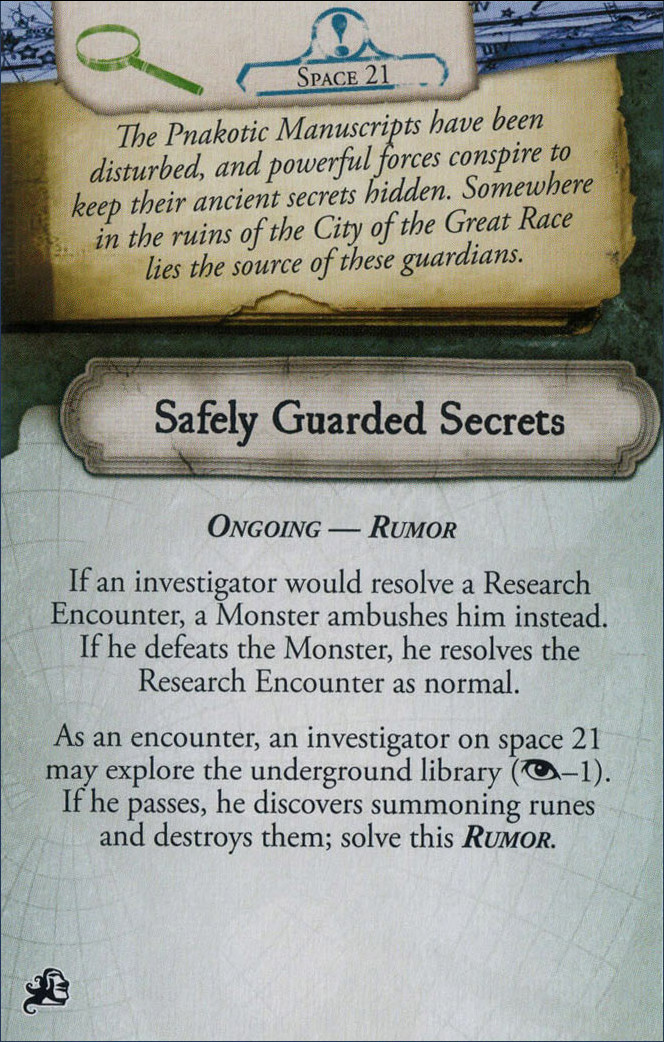 Space 21
The Pnakotic Manuscripts have been
disturbed, and powerful forces conspire to
keep their ancient secrets hidden. Somewhere
in the ruins of the City of the Great Race
lies the source of these guardians.
Safely Guarded Secrets
Ongoing — Rumor
If an investigator would resolve a Research
Encounter, a Monster ambushes him instead.
If he defeats the Monster, he resolves the
Research Encounter as normal.
As an encounter, an investigator on space 21
may explore the underground library (–1).
If he passes, he discovers summoning runes
and destroys them; solve this Rumor.